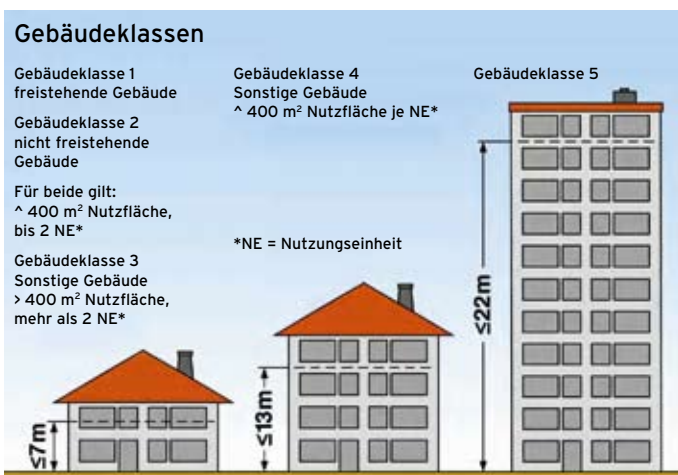 Gebäudeklassen
Gebäudeklasse 1
freistehende Gebäude
Gebäudeklasse 2
nicht freistehende
Gebäude
Für beide gilt:
^ 400 m² Nutzfläche,
bis 2 NE*
Gebäudeklasse 3
Sonstige Gebäude
> 400 m² Nutzfläche,
mehr als 2 NE*
Gebäudeklasse 4
Sonstige Gebäude
^ 400 m² Nutzfläche je NE*
*NE = Nutzungseinheit
Gebäudeklasse 5
≤7m
≤13m
≤22m